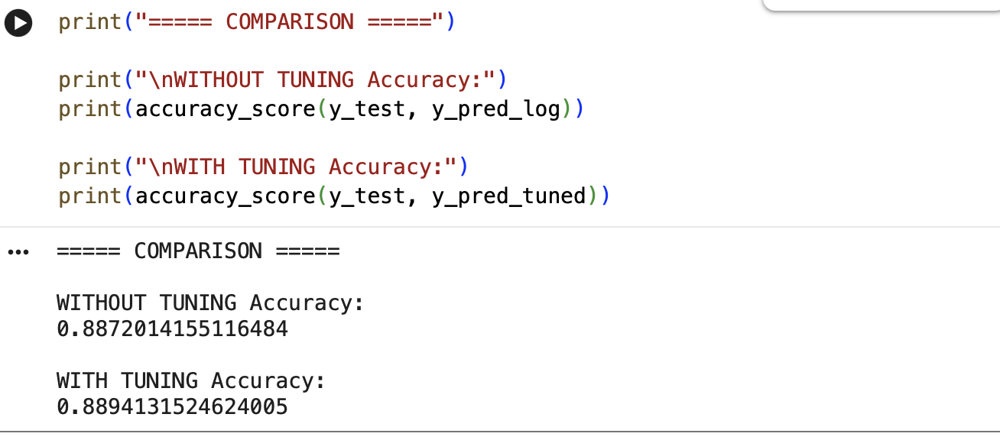 print("===== COMPARISON =====")
print("\nWITHOUT TUNING Accuracy:")
print(accuracy_score(y_test, y_pred_log))
print("\nWITH TUNING Accuracy:")
print(accuracy_score(y_test, y_pred_tuned))
===== COMPARISON =====
WITHOUT TUNING Accuracy:
0.8872014155116484
WITH TUNING Accuracy:
0.8894131524624005